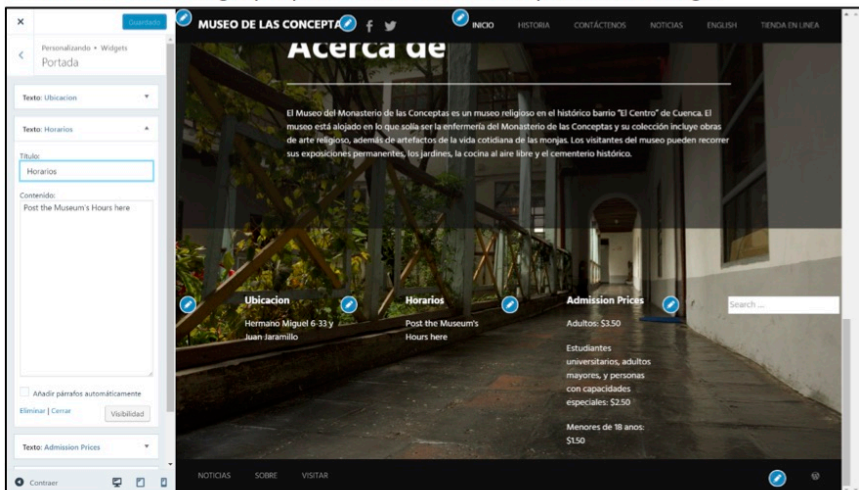 Guardado
Personalizando • Widgets
Portada
Texto: Ubicacion
Texto: Horarios
Título:
Horarios
Contenido:
Post the Museum's Hours here
Añadir párrafos automáticamente
Eliminar | Cerrar
Visibilidad
Texto: Admission Prices
Contraer
MUSEO DE LAS CONCEPTA
INICIO HISTORIA CONTÁCTENOS NOTICIAS ENGLISH TIENDA EN LINEA
Acerca de
El Museo del Monasterio de las Conceptas es un museo religioso en el histórico barrio "El Centro" de Cuenca. El
museo está alojado en lo que solía ser la enfermería del Monasterio de las Conceptas y su colección incluye obras
de arte religioso, además de artefactos de la vida cotidiana de las monjas. Los visitantes del museo pueden recorrer
sus exposiciones permanentes, los jardines, la cocina al aire libre y el cementerio histórico.
Ubicacion
Hermano Miguel 6-33 y
Juan Jaramillo
Horarios
Post the Museum's
Hours here
Admission Prices
Adultos: $3.50
Estudiantes
universitarios, adultos
mayores, y personas
con capacidades
especiales: $2.50
Menores de 18 anos:
$1.50
Search ...
NOTICIAS SOBRE VISITAR